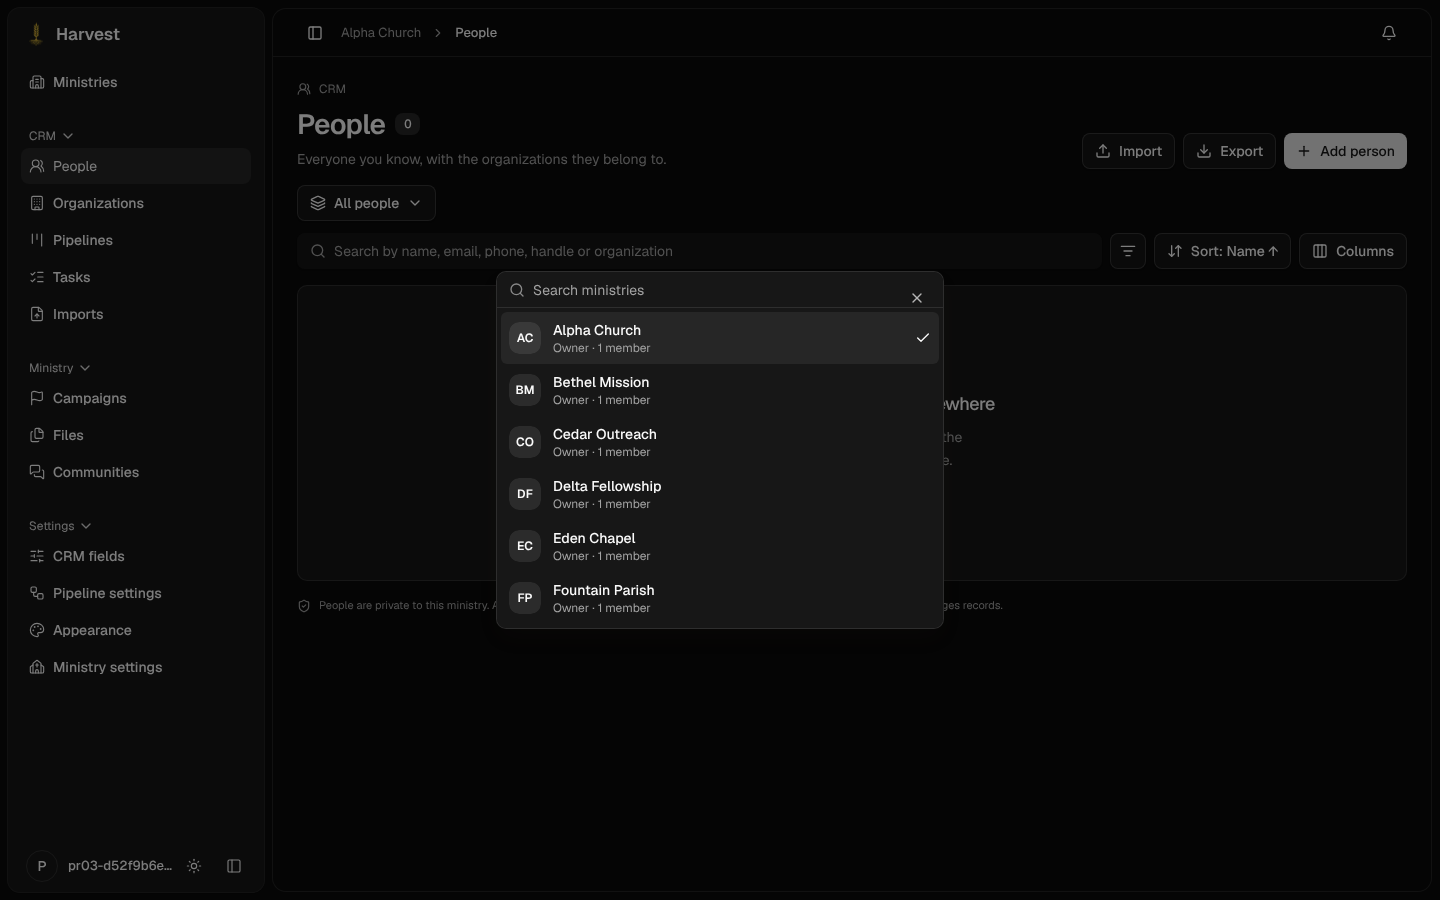 Harvest
Alpha Church
People
Ministries
CRM
People
Organizations
Pipelines
Tasks
Imports
Ministry
Campaigns
Files
Communities
Settings
CRM fields
Pipeline settings
Appearance
Ministry settings
P
pr03-d52f9b6e…
CRM
People 0
Everyone you know, with the organizations they belong to.
Import
Export
Add person
All people
Search by name, email, phone, handle or organization
Sort: Name ↑
Columns
Search ministries
AC
Alpha Church
Owner · 1 member
BM
Bethel Mission
Owner · 1 member
CO
Cedar Outreach
Owner · 1 member
DF
Delta Fellowship
Owner · 1 member
EC
Eden Chapel
Owner · 1 member
FP
Fountain Parish
Owner · 1 member
the
People are private to this ministry.
records.